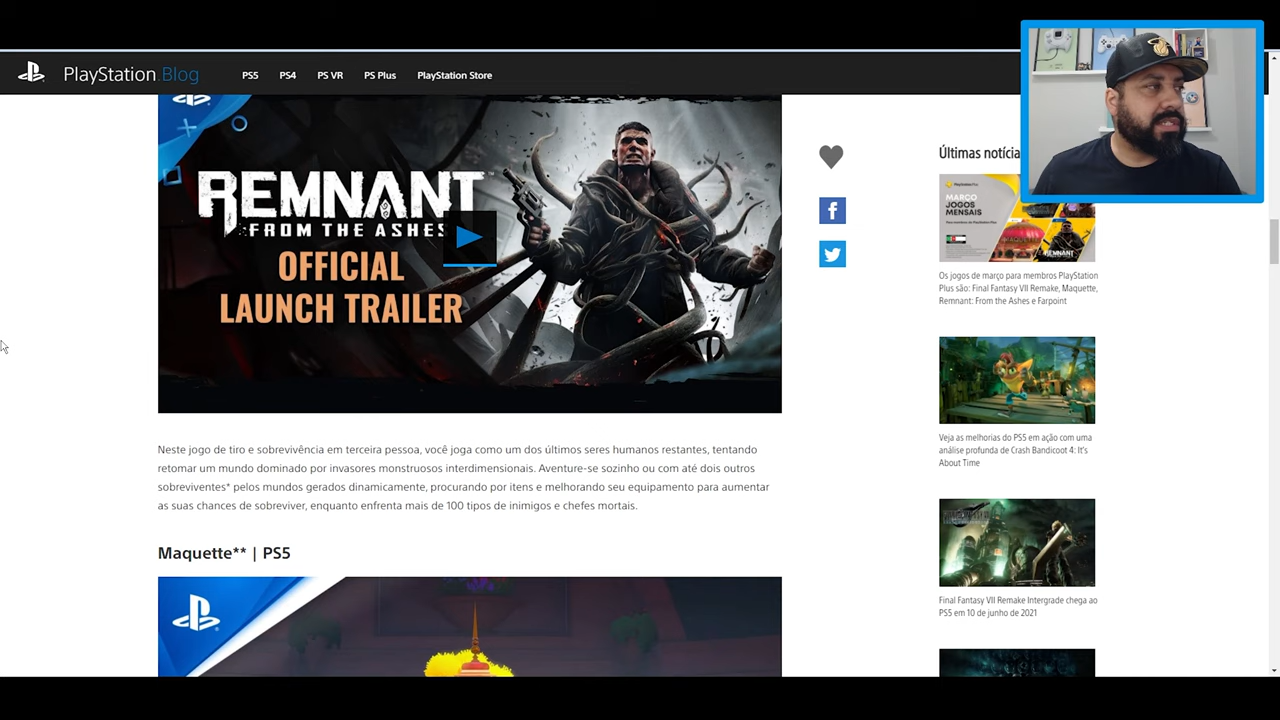 PlayStation.Blog
PS5
PS4
PS VR
PS Plus
PlayStation Store
REMNANT
FROM THE ASHES
OFFICIAL
LAUNCH TRAILER
Neste jogo de tiro e sobrevivência em terceira pessoa, você joga como um dos últimos seres humanos restantes, tentando
retomar um mundo dominado por invasores monstruosos interdimensionais. Aventure-se sozinho ou com até dois outros
sobreviventes* pelos mundos gerados dinamicamente, procurando por itens e melhorando seu equipamento para aumentar
as suas chances de sobreviver, enquanto enfrenta mais de 100 tipos de inimigos e chefes mortais.
Maquette** | PS5
Últimas notícia
PlayStation Plus
MARÇO
JOGOS
MENSAIS
REMNANT
Os jogos de março para membros PlayStation
Plus são: Final Fantasy VII Remake, Maquette,
Remnant: From the Ashes e Farpoint
Veja as melhorias do PS5 em ação com uma
análise profunda de Crash Bandicoot 4: It's
About Time
Final Fantasy VII Remake Intergrade chega ao
PS5 em 10 de junho de 2021